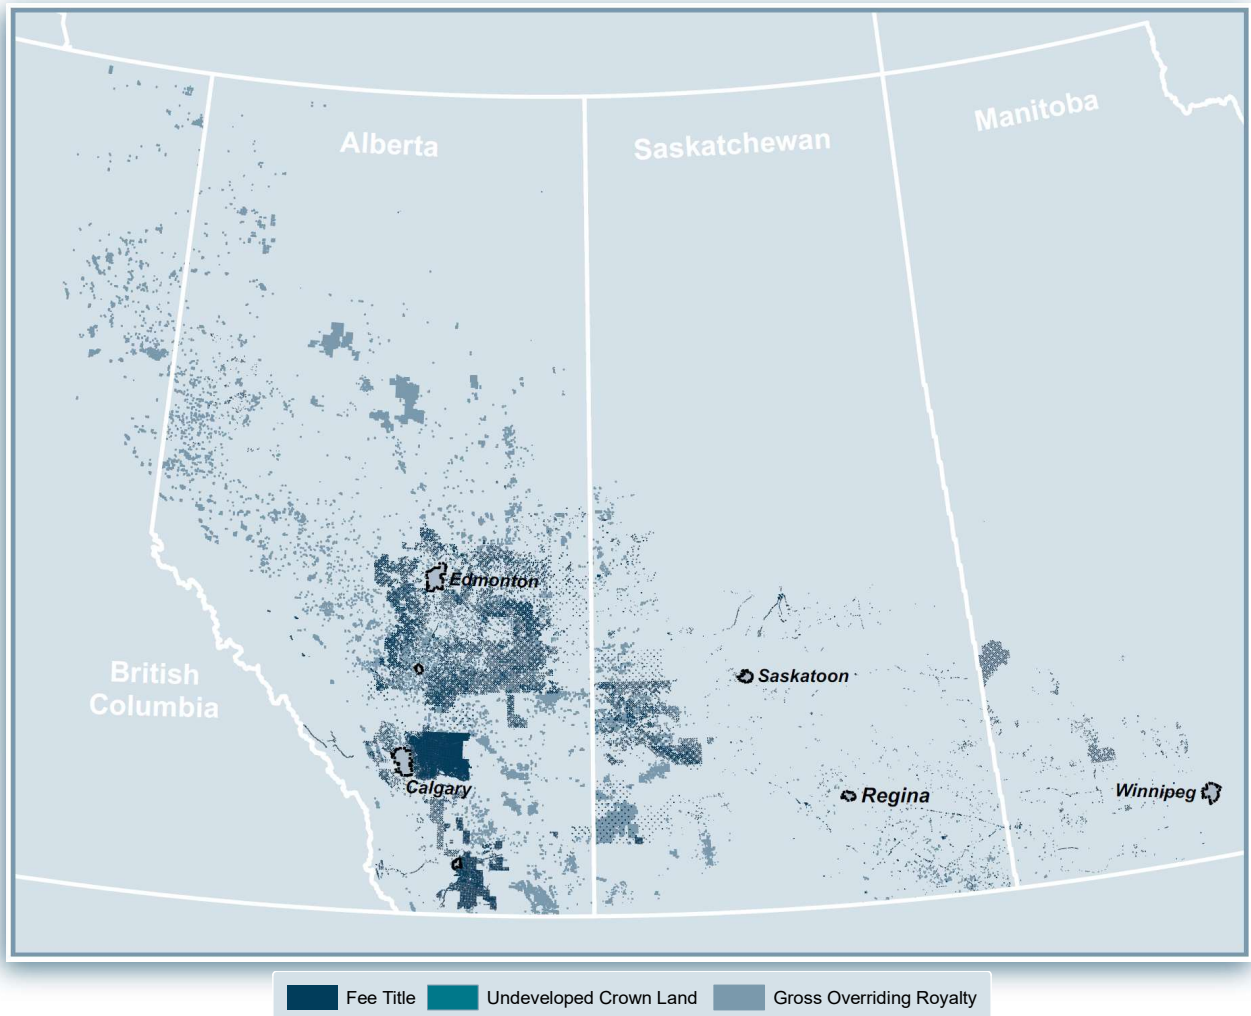 Alberta
Saskatchewan
Manitoba
Edmonton
British
Columbia
Saskatoon
Calgary
Regina
Winnipeg
Fee Title
Undeveloped Crown Land
Gross Overriding Royalty